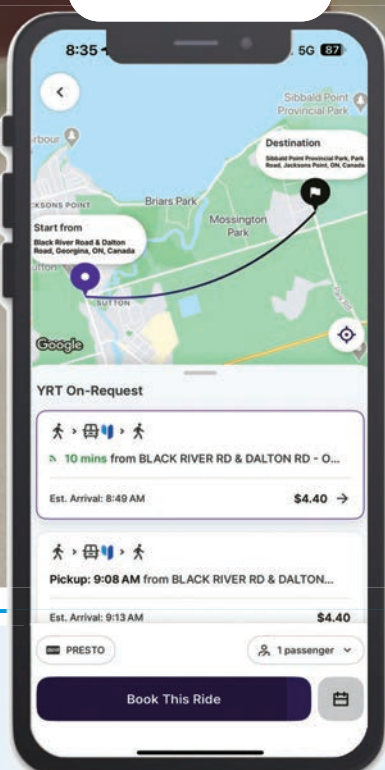 8:35
5G 87
Sibbald Point
Provincial Park
rbour
Destination
Sibbald Point Provincial Park, Park
Road, Jacksons Point, ON, Canada
KSONS POINT
Briars Park
Mossington
Park
Start from
Black River Road & Dalton
Road, Georgina, ON, Canada
utton
SUTTON
Park Rd
Google
YRT On-Request
10 mins from BLACK RIVER RD & DALTON RD - O...
Est. Arrival: 8:49 AM $4.40
Pickup: 9:08 AM from BLACK RIVER RD & DALTON...
Est. Arrival: 9:13 AM $4.40
PRESTO 1 passenger
Book This Ride